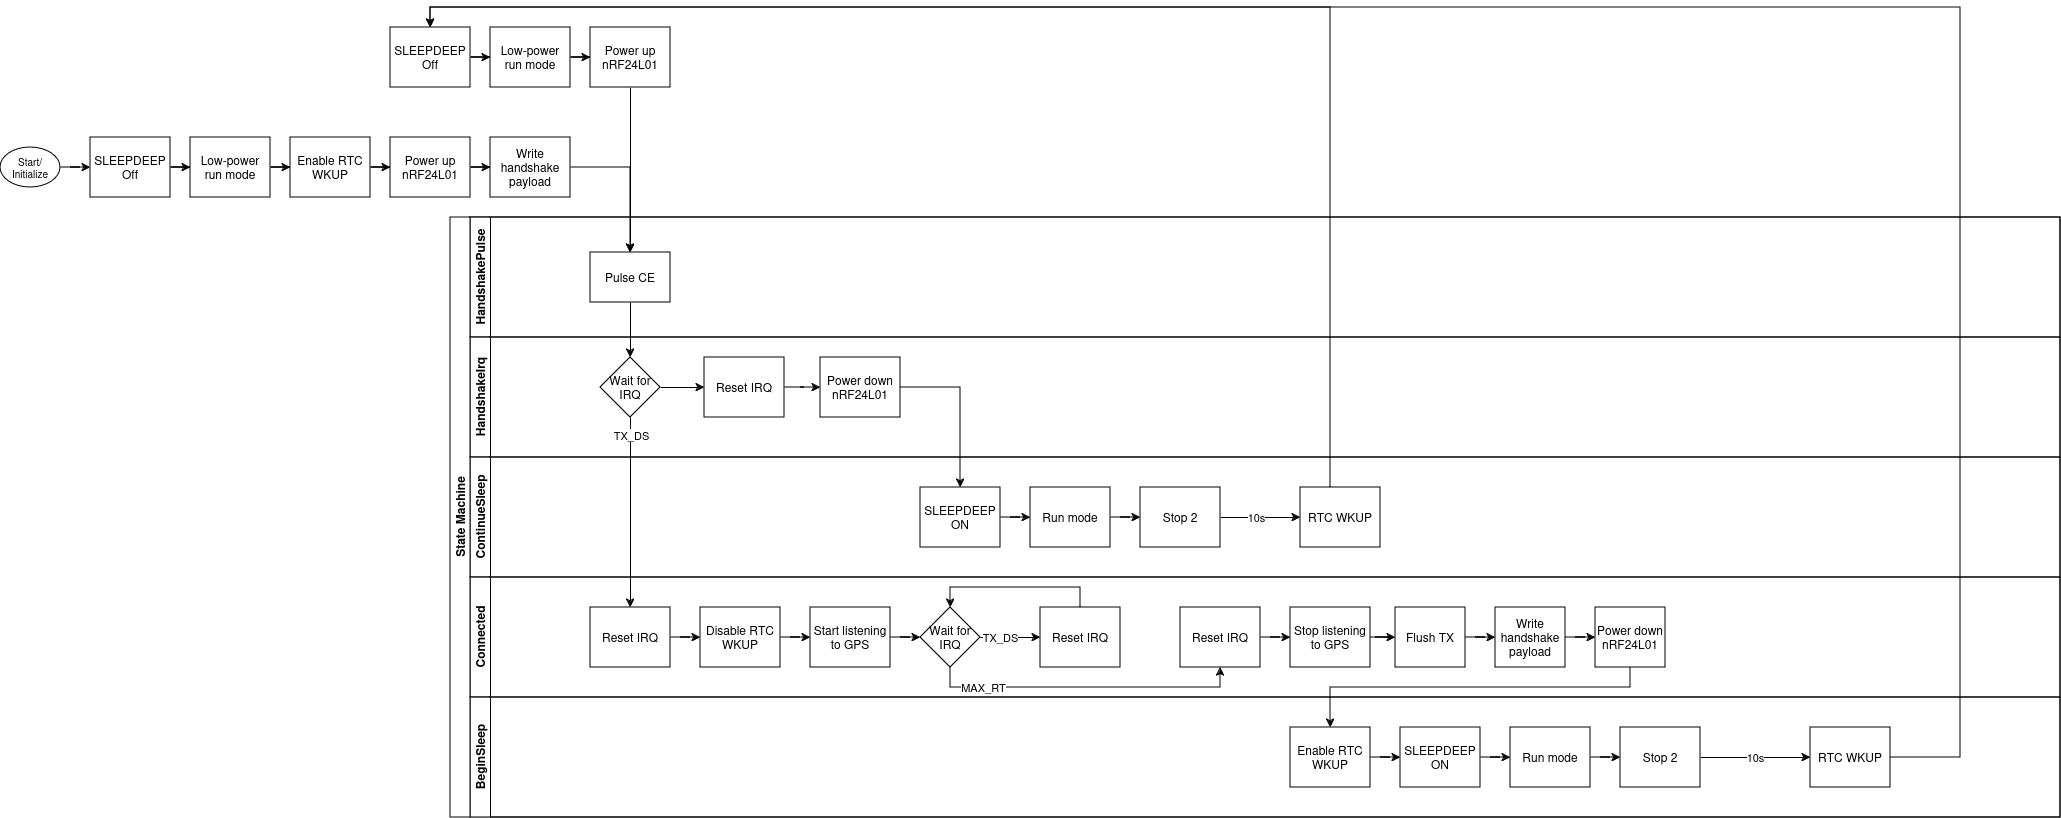 SLEEPDEEP
Off
Low-power
run mode
Power up
nRF24L01
Start/
Initialize
SLEEPDEEP
Off
Low-power
run mode
Enable RTC
WKUP
Power up
nRF24L01
Write
handshake
payload
State Machine
HandshakePulse
Pulse CE
HandshakeIrq
Wait for
IRQ
Reset IRQ
Power down
nRF24L01
TX_DS
ContinueSleep
SLEEPDEEP
ON
Run mode
Stop 2
10s
RTC WKUP
Connected
Reset IRQ
Disable RTC
WKUP
Start listening
to GPS
Wait for
IRQ
TX_DS
Reset IRQ
MAX_RT
Reset IRQ
Stop listening
to GPS
Flush TX
Write
handshake
payload
Power down
nRF24L01
BeginSleep
Enable RTC
WKUP
SLEEPDEEP
ON
Run mode
Stop 2
10s
RTC WKUP